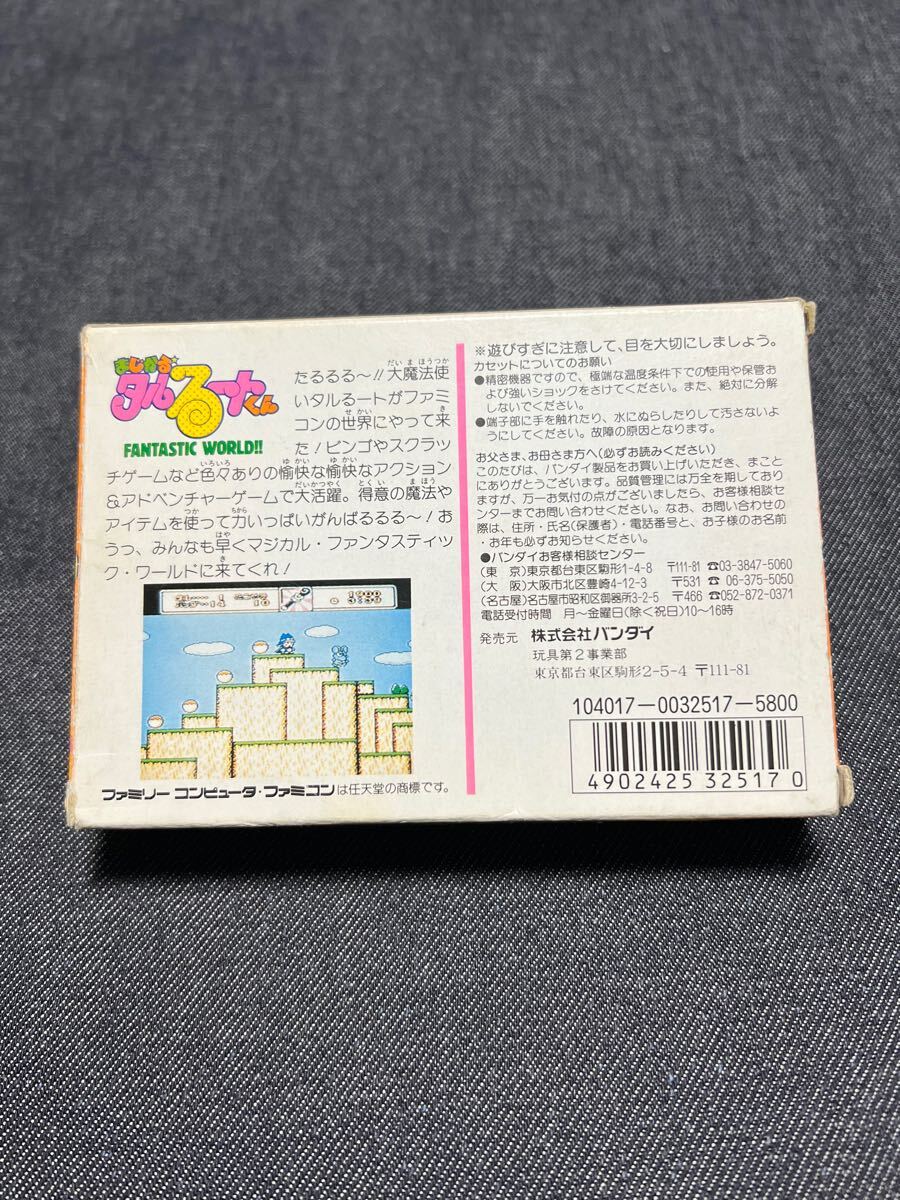 まじかる☆
タルるートくん
FANTASTIC WORLD!!
たるるる〜!!大魔法使
いタルるートがファミ
コンの世界にやって来
た!ビンゴやスクラッ
チゲームなど色々ありの愉快な愉快なアクション
&アドベンチャーゲームで大活躍。得意の魔法や
アイテムを使って力いっぱいがんばるるる〜!お
うっ、みんなも早くマジカル・ファンタスティッ
ク・ワールドに来てくれ!
ファミリー コンピュータ・ファミコンは任天堂の商標です。
※遊びすぎに注意して、目を大切にしましょう。
カセットについてのお願い
●精密機器ですので、極端な温度条件下での使用や保管お
よび強いショックをさけてください。また、絶対に分解
しないでください。
●端子部に手を触れたり、水にぬらしたりして汚さないよ
うにしてください。故障の原因となります。
お父さま、お母さま方へ(必ずお読みください)
このたびは、バンダイ製品をお買い上げいただき、まこと
にありがとうございます。品質管理には万全を期しており
ますが、万一お気付の点がございましたら、お客様相談セ
ンターまでお問い合わせください。なお、お問い合わせの
際は、住所・氏名(保護者)・電話番号と、お子様のお名前
・お年も必ずお知らせください。
●バンダイお客様相談センター
(東 京)東京都台東区駒形1-4-8 〒111-81 ☎03-3847-5060
(大 阪)大阪市北区豊崎4-12-3 〒531 ☎06-375-5050
(名古屋)名古屋市昭和区御器所3-2-5 〒466 ☎052-872-0371
電話受付時間 月〜金曜日(除く祝日)10〜16時
発売元 株式会社バンダイ
玩具第2事業部
東京都台東区駒形2-5-4 〒111-81
104017-0032517-5800
4902425 325170